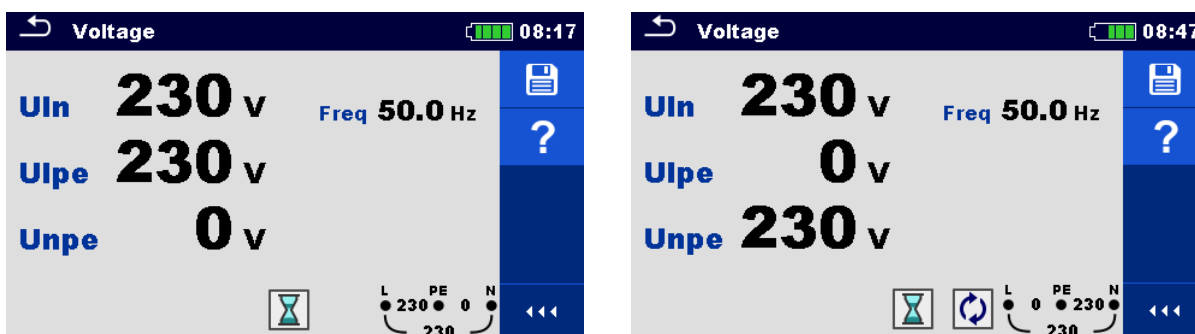 Voltage 08:17
Uln 230 V Freq 50.0 Hz
?
Ulpe 230 V
Unpe 0 V
L PE N
230 0
230
Voltage 08:47
Uln 230 V Freq 50.0 Hz
?
Ulpe 0 V
Unpe 230 V
L PE N
0 230
230